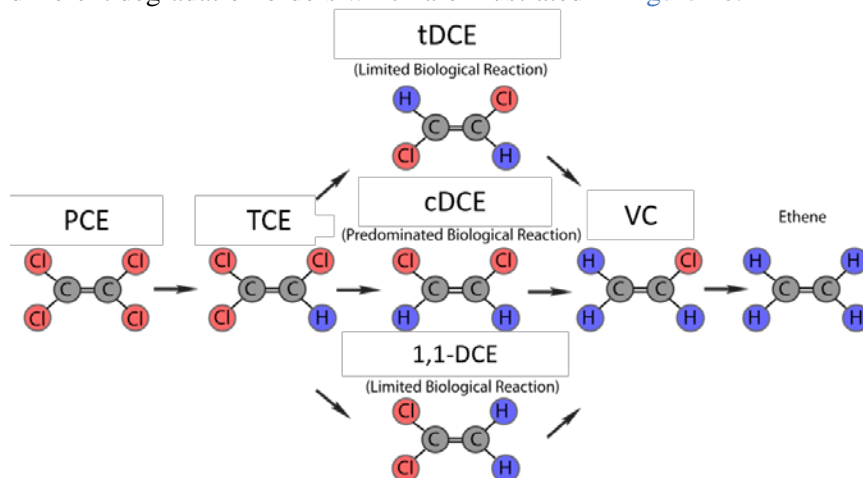 tDCE
(Limited Biological Reaction)
H Cl
C C
Cl H
PCE TCE cDCE VC Ethene
(Predominated Biological Reaction)
Cl Cl Cl Cl Cl Cl H Cl H H
C C C C C C C C C C
Cl Cl Cl H H H H H H H
1,1-DCE
(Limited Biological Reaction)
Cl H
C C
Cl H